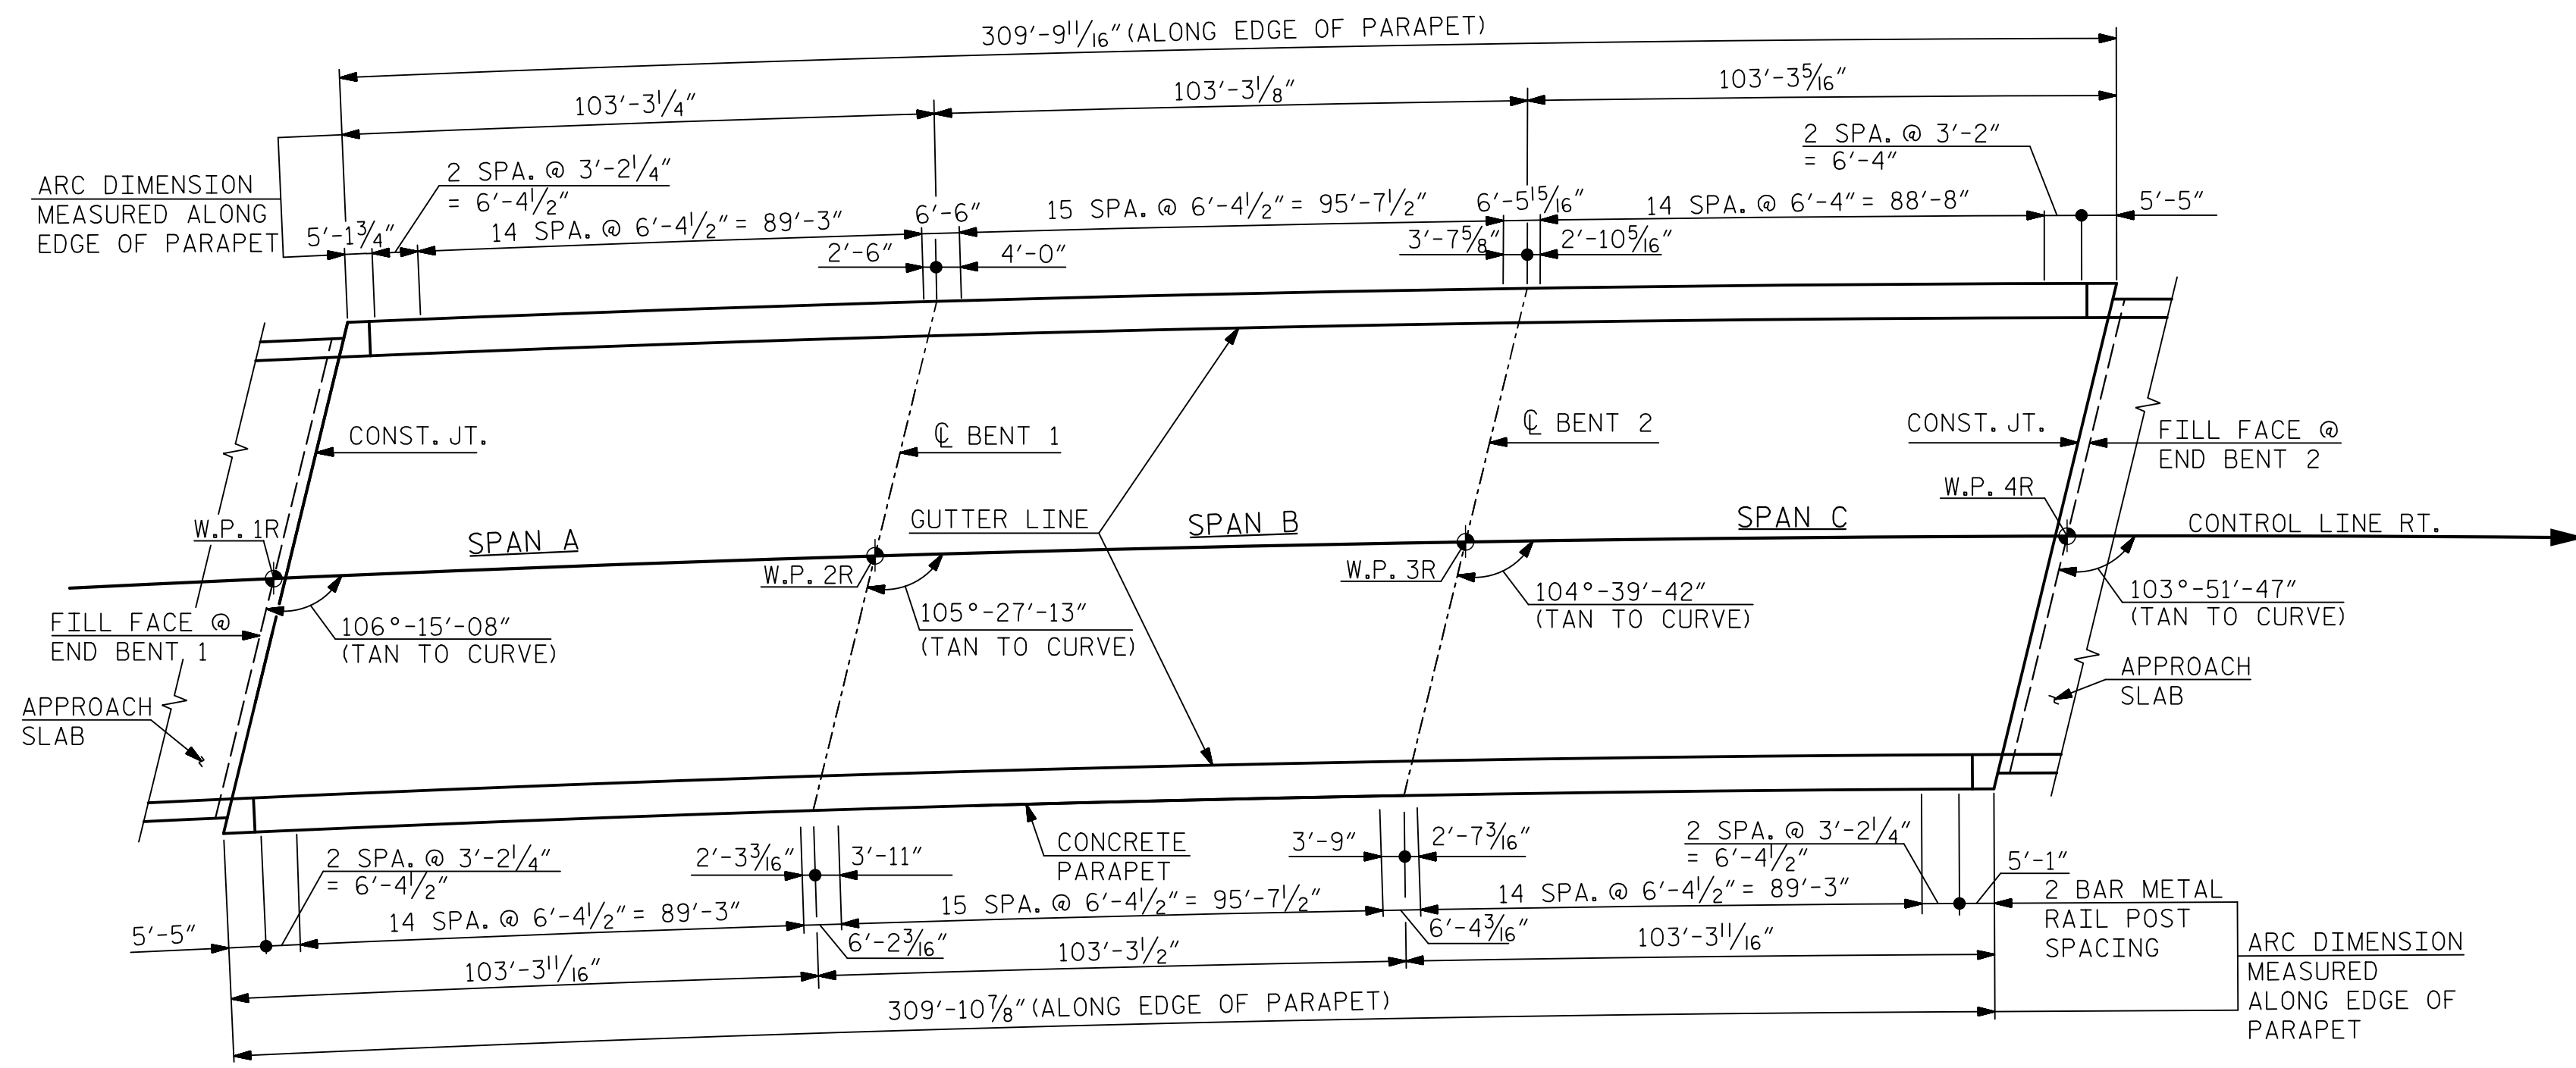 309'-9 11/16" (ALONG EDGE OF PARAPET)
103'-3 1/4"
103'-3 1/8"
103'-3 5/16"
ARC DIMENSION
MEASURED ALONG
EDGE OF PARAPET
5'-1 3/4"
2 SPA. @ 3'-2 1/4"
= 6'-4 1/2"
14 SPA. @ 6'-4 1/2" = 89'-3"
6'-6"
2'-6"
4'-0"
15 SPA. @ 6'-4 1/2" = 95'-7 1/2"
6'-5 15/16"
3'-7 5/8"
2'-10 5/16"
14 SPA. @ 6'-4" = 88'-8"
2 SPA. @ 3'-2"
= 6'-4"
5'-5"
CONST. JT.
℄ BENT 1
℄ BENT 2
CONST. JT.
FILL FACE @
END BENT 2
W.P. 1R
SPAN A
GUTTER LINE
SPAN B
SPAN C
W.P. 4R
CONTROL LINE RT.
W.P. 2R
W.P. 3R
FILL FACE @
END BENT 1
106°-15'-08"
(TAN TO CURVE)
105°-27'-13"
(TAN TO CURVE)
104°-39'-42"
(TAN TO CURVE)
103°-51'-47"
(TAN TO CURVE)
APPROACH
SLAB
APPROACH
SLAB
2 SPA. @ 3'-2 1/4"
= 6'-4 1/2"
5'-5"
14 SPA. @ 6'-4 1/2" = 89'-3"
2'-3 3/16"
3'-11"
6'-2 3/16"
CONCRETE
PARAPET
15 SPA. @ 6'-4 1/2" = 95'-7 1/2"
3'-9"
2'-7 3/16"
6'-4 3/16"
2 SPA. @ 3'-2 1/4"
= 6'-4 1/2"
14 SPA. @ 6'-4 1/2" = 89'-3"
5'-1"
2 BAR METAL
RAIL POST
SPACING
103'-3 11/16"
103'-3 1/2"
103'-3 11/16"
309'-10 7/8" (ALONG EDGE OF PARAPET)
ARC DIMENSION
MEASURED
ALONG EDGE OF
PARAPET